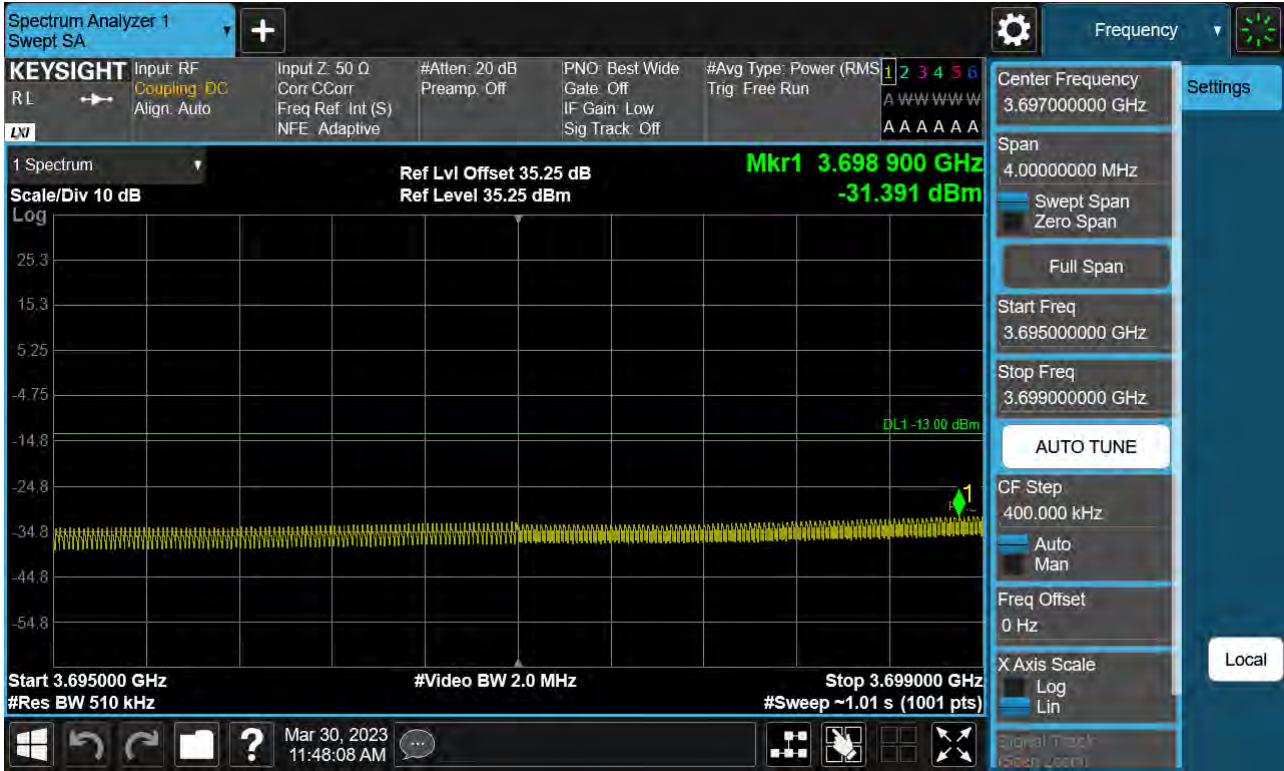 Spectrum Analyzer 1
Swept SA
Frequency
KEYSIGHT
R L
LXI
Input: RF
Coupling: DC
Align: Auto
Input Z: 50 Ω
Corr CCorr
Freq Ref: Int (S)
NFE: Adaptive
#Atten: 20 dB
Preamp: Off
PNO: Best Wide
Gate: Off
IF Gain: Low
Sig Track: Off
#Avg Type: Power (RMS
Trig: Free Run
1 2 3 4 5 6
A W W W W W
A A A A A A
1 Spectrum
Scale/Div 10 dB
Log
Ref Lvl Offset 35.25 dB
Ref Level 35.25 dBm
Mkr1 3.698 900 GHz
-31.391 dBm
25.3
15.3
5.25
-4.75
-14.8
-24.8
-34.8
-44.8
-54.8
DL1 -13.00 dBm
1
Start 3.695000 GHz
#Res BW 510 kHz
#Video BW 2.0 MHz
Stop 3.699000 GHz
#Sweep ~1.01 s (1001 pts)
Center Frequency
3.697000000 GHz
Span
4.00000000 MHz
Swept Span
Zero Span
Full Span
Start Freq
3.695000000 GHz
Stop Freq
3.699000000 GHz
AUTO TUNE
CF Step
400.000 kHz
Auto
Man
Freq Offset
0 Hz
X Axis Scale
Log
Lin
Signal Track
(Span Zoom)
Settings
Local
?
Mar 30, 2023
11:48:08 AM